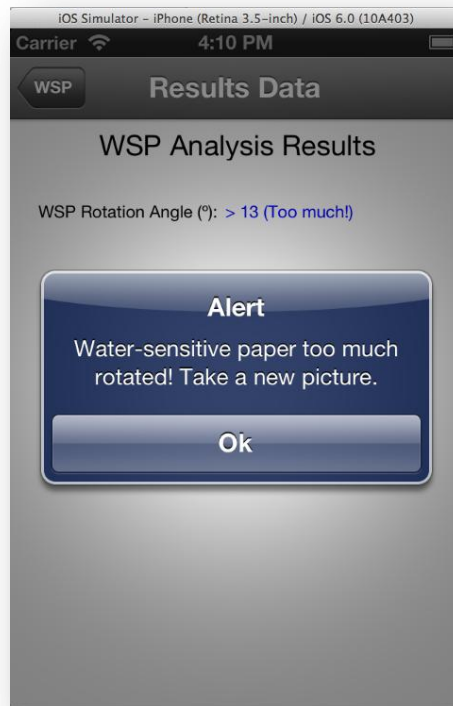 iOS Simulator – iPhone (Retina 3.5-inch) / iOS 6.0 (10A403)
Carrier 4:10 PM
WSP Results Data
WSP Analysis Results
WSP Rotation Angle (º): > 13 (Too much!)
Alert
Water-sensitive paper too much
rotated! Take a new picture.
Ok